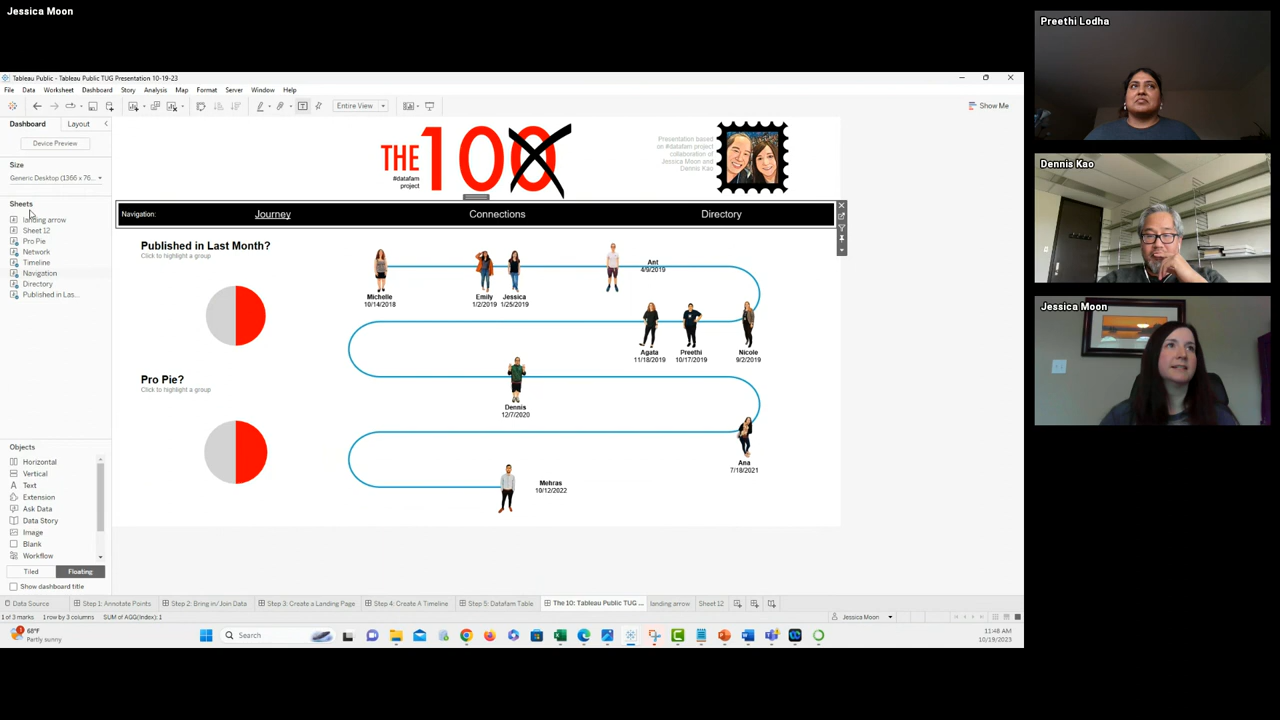 Jessica Moon
Preethi Lodha
Dennis Kao
Jessica Moon
Tableau Public - Tableau Public TUG Presentation 10-19-23
File Data Worksheet Dashboard Story Analysis Map Format Server Window Help
Entire View
Show Me
Dashboard Layout
Device Preview
Size
Generic Desktop (1366 x 76...
Sheets
landing arrow
Sheet 12
Pro Pie
Network
Timeline
Navigation
Directory
Published in Las...
Objects
Horizontal
Vertical
Text
Extension
Ask Data
Data Story
Image
Blank
Workflow
Tiled Floating
Show dashboard title
THE 100
#datafam
project
Presentation based
on #datafam project
collaboration of
Jessica Moon and
Dennis Kao
Navigation: Journey Connections Directory
Published in Last Month?
Click to highlight a group
Pro Pie?
Click to highlight a group
Michelle
10/14/2018
Emily
1/2/2019
Jessica
1/25/2019
Ant
4/9/2019
Agata
11/18/2019
Preethi
10/17/2019
Nicole
9/2/2019
Dennis
12/7/2020
Ana
7/18/2021
Mehras
10/12/2022
Data Source Step 1: Annotate Points Step 2: Bring in/Join Data Step 3: Create a Landing Page Step 4: Create A Timeline Step 5: Datafam Table The 10: Tableau Public TUG ... landing arrow Sheet 12
1 of 3 marks 1 row by 3 columns SUM of AGG(Index): 1
Jessica Moon
68°F
Partly sunny
Search
11:48 AM
10/19/2023